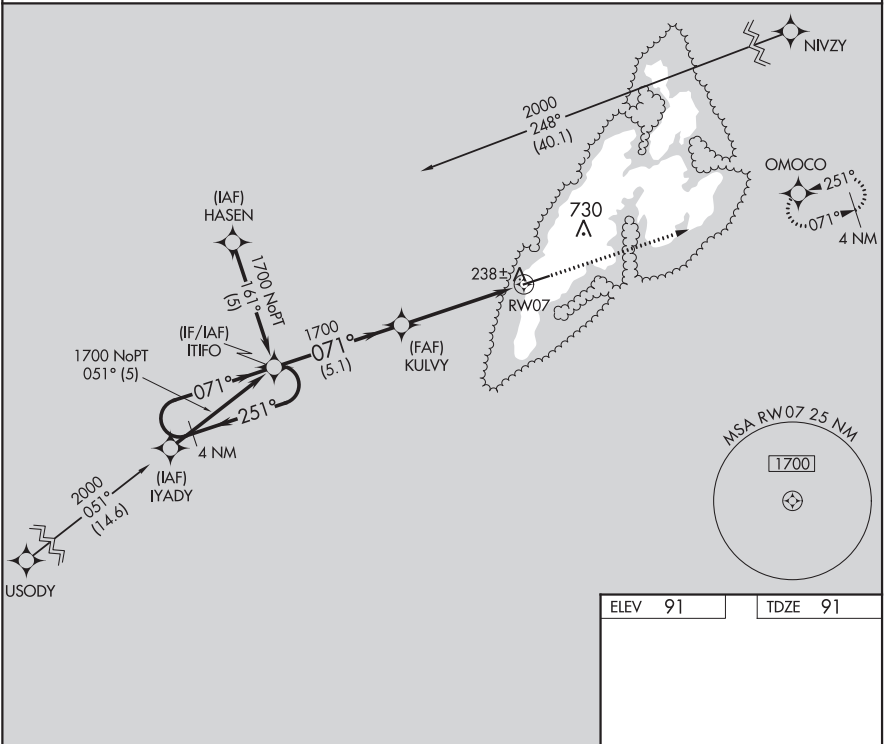 NIVZY
2000
248°
(40.1)
OMOCO
251°
071°
4 NM
(IAF)
HASEN
730
1700 NoPT
161°
(5)
238±
RW07
(IF/IAF)
ITIFO
1700
071°
(5.1)
(FAF)
KULVY
1700 NoPT
051° (5)
071°
251°
4 NM
(IAF)
IYADY
2000
051°
(14.6)
USODY
MSA RW07 25 NM
1700
ELEV 91
TDZE 91